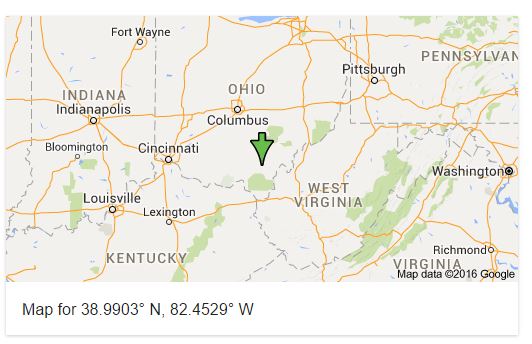 Fort Wayne
PENNSYLVAN
Pittsburgh
OHIO
INDIANA
Indianapolis
Columbus
Bloomington
Cincinnati
Washington
WEST
VIRGINIA
Louisville
Lexington
Richmond
KENTUCKY
VIRGINIA
Map data ©2016 Google
Map for 38.9903° N, 82.4529° W